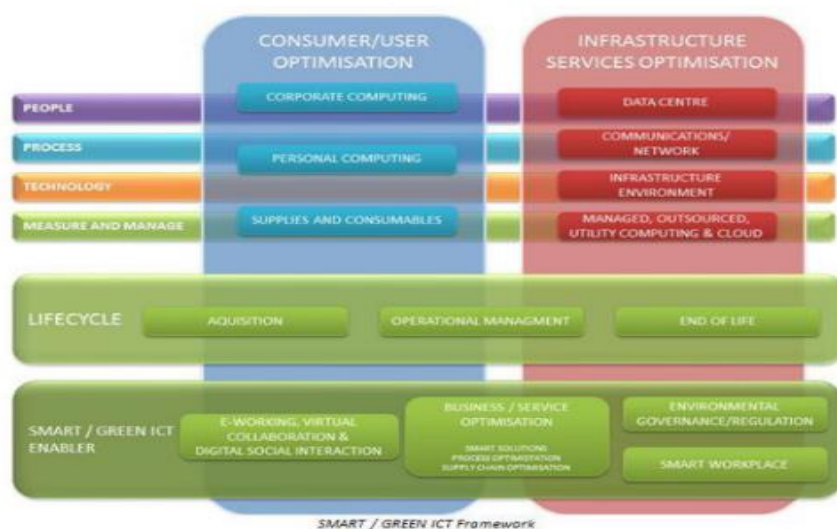 CONSUMER/USER
OPTIMISATION
INFRASTRUCTURE
SERVICES OPTIMISATION
PEOPLE
CORPORATE COMPUTING
DATA CENTRE
PROCESS
PERSONAL COMPUTING
COMMUNICATIONS/
NETWORK
TECHNOLOGY
INFRASTRUCTURE
ENVIRONMENT
MEASURE AND MANAGE
SUPPLIES AND CONSUMABLES
MANAGED, OUTSOURCED,
UTILITY COMPUTING & CLOUD
LIFECYCLE
AQUISITION
OPERATIONAL MANAGMENT
END OF LIFE
SMART / GREEN ICT
ENABLER
E-WORKING, VIRTUAL
COLLABORATION &
DIGITAL SOCIAL INTERACTION
BUSINESS / SERVICE
OPTIMISATION
SMART SOLUTIONS
PROCESS OPTIMISTATION
SUPPLY CHAIN OPTIMISATION
ENVIRONMENTAL
GOVERNANCE/REGULATION
SMART WORKPLACE
SMART / GREEN ICT Framework